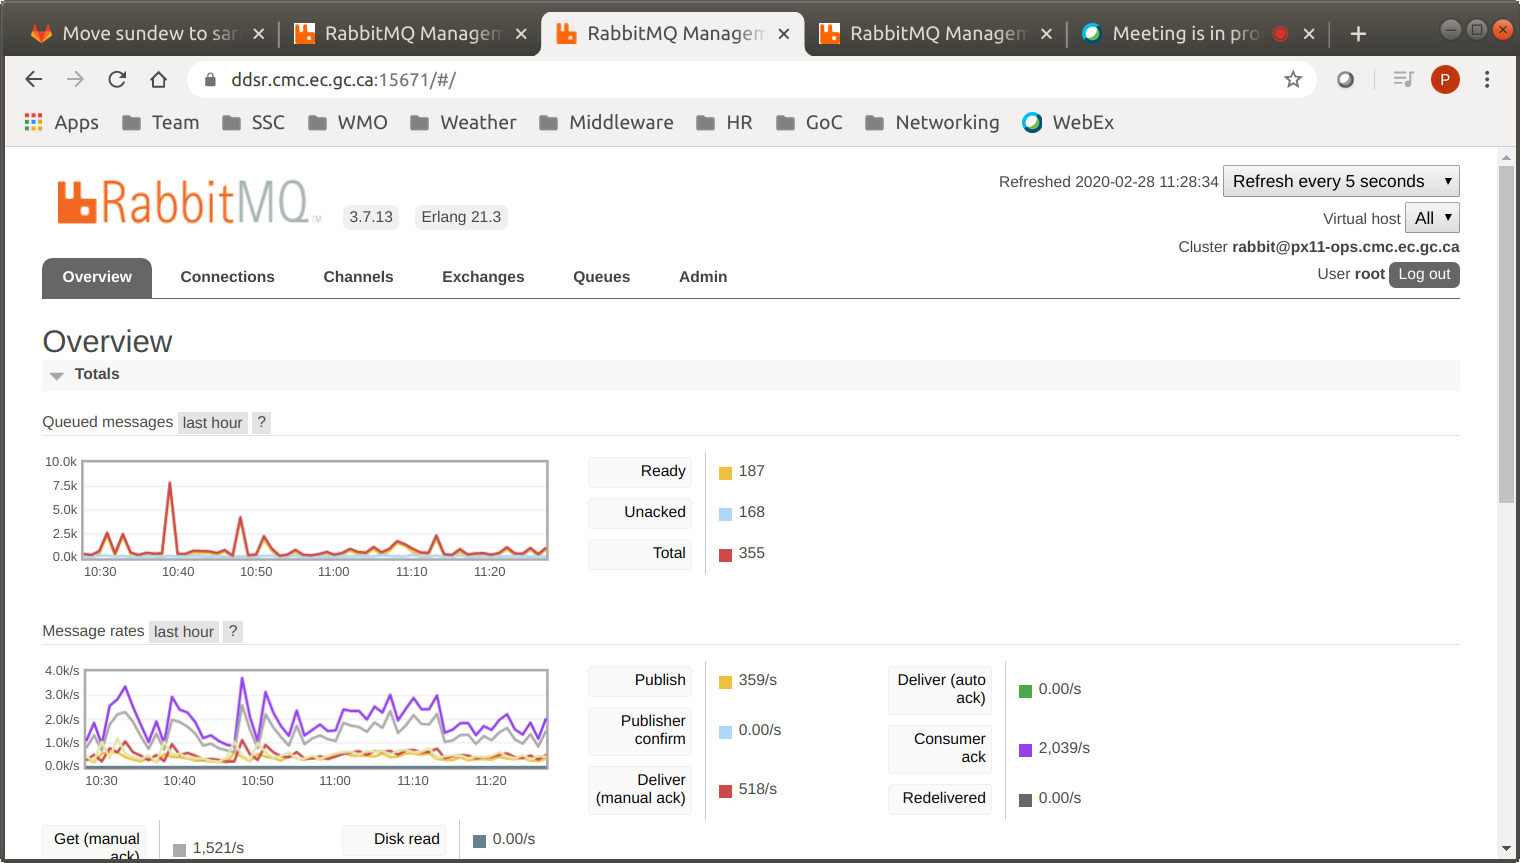 Move sundew to sar
RabbitMQ Managem
RabbitMQ Managem
RabbitMQ Managem
Meeting is in pro
ddsr.cmc.ec.gc.ca:15671/#/
P
Apps Team SSC WMO Weather Middleware HR GoC Networking WebEx
RabbitMQ TM 3.7.13 Erlang 21.3
Refreshed 2020-02-28 11:28:34 Refresh every 5 seconds
Virtual host All
Cluster rabbit@px11-ops.cmc.ec.gc.ca
User root Log out
Overview Connections Channels Exchanges Queues Admin
Overview
Totals
Queued messages last hour ?
10.0k
7.5k
5.0k
2.5k
0.0k
10:30 10:40 10:50 11:00 11:10 11:20
Ready 187
Unacked 168
Total 355
Message rates last hour ?
4.0k/s
3.0k/s
2.0k/s
1.0k/s
0.0k/s
10:30 10:40 10:50 11:00 11:10 11:20
Publish 359/s
Publisher
confirm 0.00/s
Deliver
(manual ack) 518/s
Deliver (auto
ack) 0.00/s
Consumer
ack 2,039/s
Redelivered 0.00/s
Get (manual
ack) 1,521/s
Disk read 0.00/s